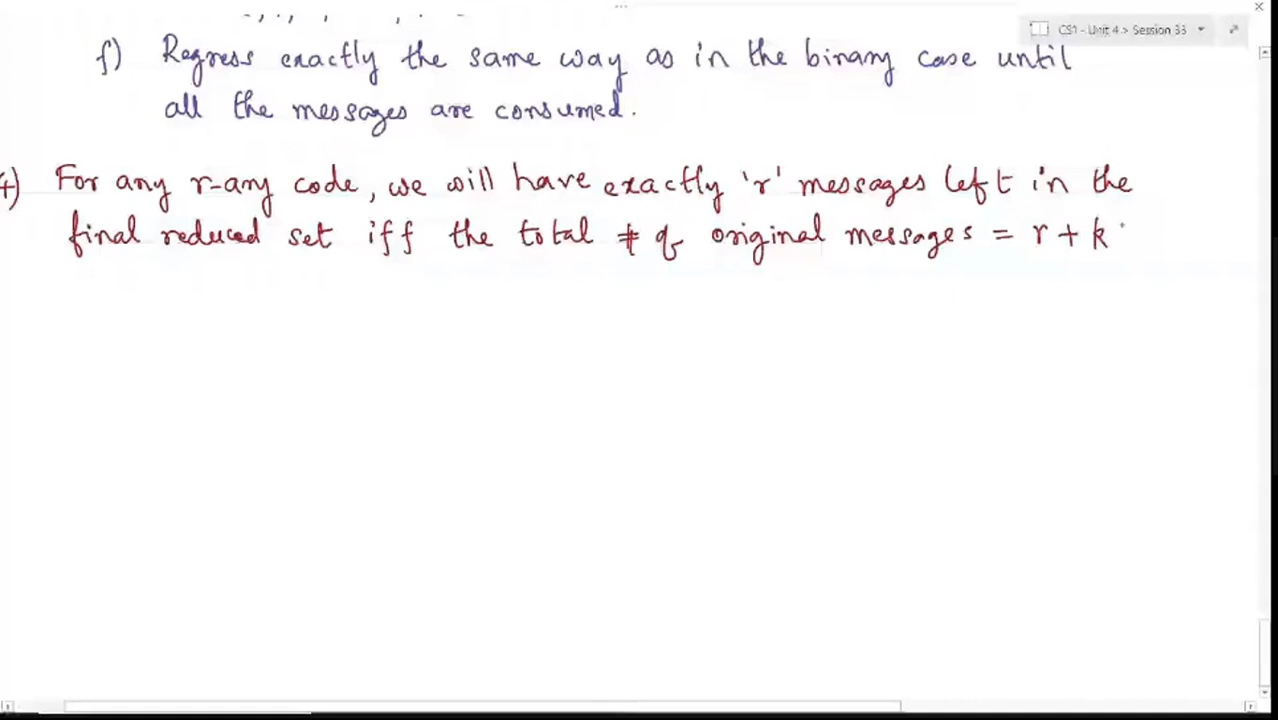 CS1 - Unit 4 > Session 33
f) Regress exactly the same way as in the binary case until
all the messages are consumed.
4) For any r-any code, we will have exactly 'r' messages left in the
final reduced set iff the total # of original messages = r + k